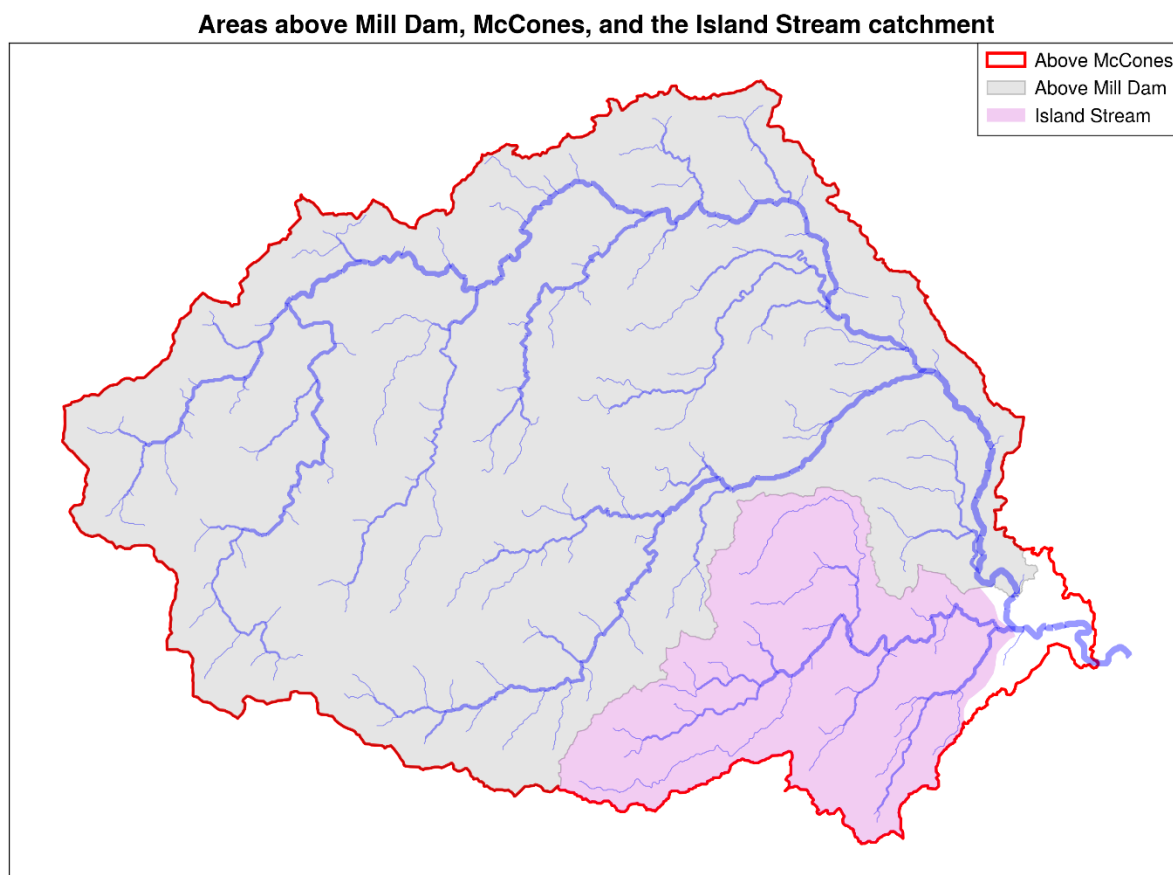 Areas above Mill Dam, McCones, and the Island Stream catchment
Above McCones
Above Mill Dam
Island Stream